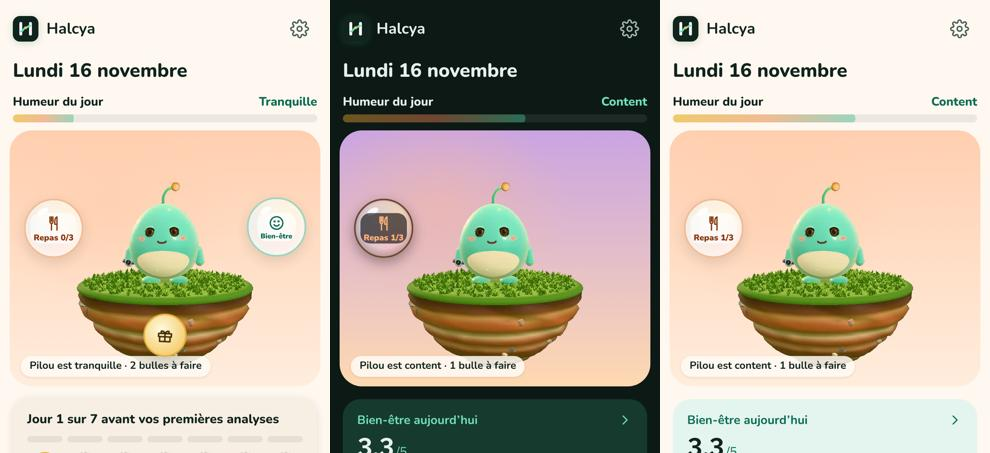 Halcya
Lundi 16 novembre
Humeur du jour Tranquille
Repas 0/3
Bien-être
Pilou est tranquille · 2 bulles à faire
Jour 1 sur 7 avant vos premières analyses
Halcya
Lundi 16 novembre
Humeur du jour Content
Repas 1/3
Pilou est content · 1 bulle à faire
Bien-être aujourd'hui
3.3/5
Halcya
Lundi 16 novembre
Humeur du jour Content
Repas 1/3
Pilou est content · 1 bulle à faire
Bien-être aujourd'hui
3.3/5